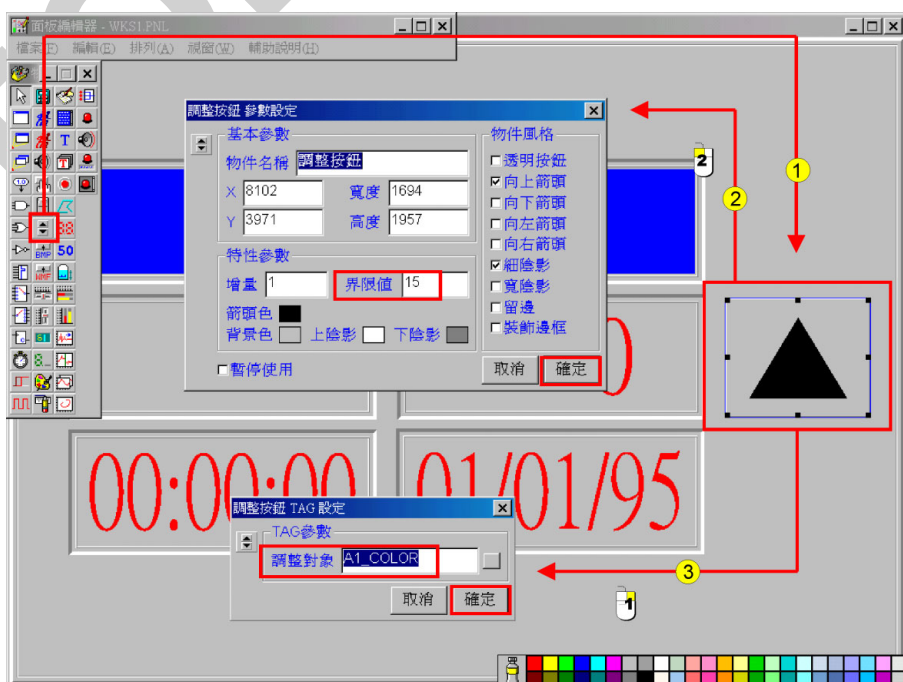 面板編輯器 - WKS1.PNL
檔案(F) 編輯(E) 排列(A) 視窗(W) 輔助說明(H)
調整按鈕 參數設定
基本參數
物件名稱 調整按鈕
X 8102 寬度 1694
Y 3971 高度 1957
特性參數
增量 1 界限值 15
箭頭色
背景色 上陰影 下陰影
暫停使用
物件風格
透明按鈕
向上箭頭
向下箭頭
向左箭頭
向右箭頭
細陰影
寬陰影
留邊
裝飾邊框
取消 確定
2
1
2
T
1.0
88
BMP 50
WMF
00:00:00 01/01/95
調整按鈕 TAG 設定
TAG參數
調整對象 A1_COLOR
取消 確定
3
1